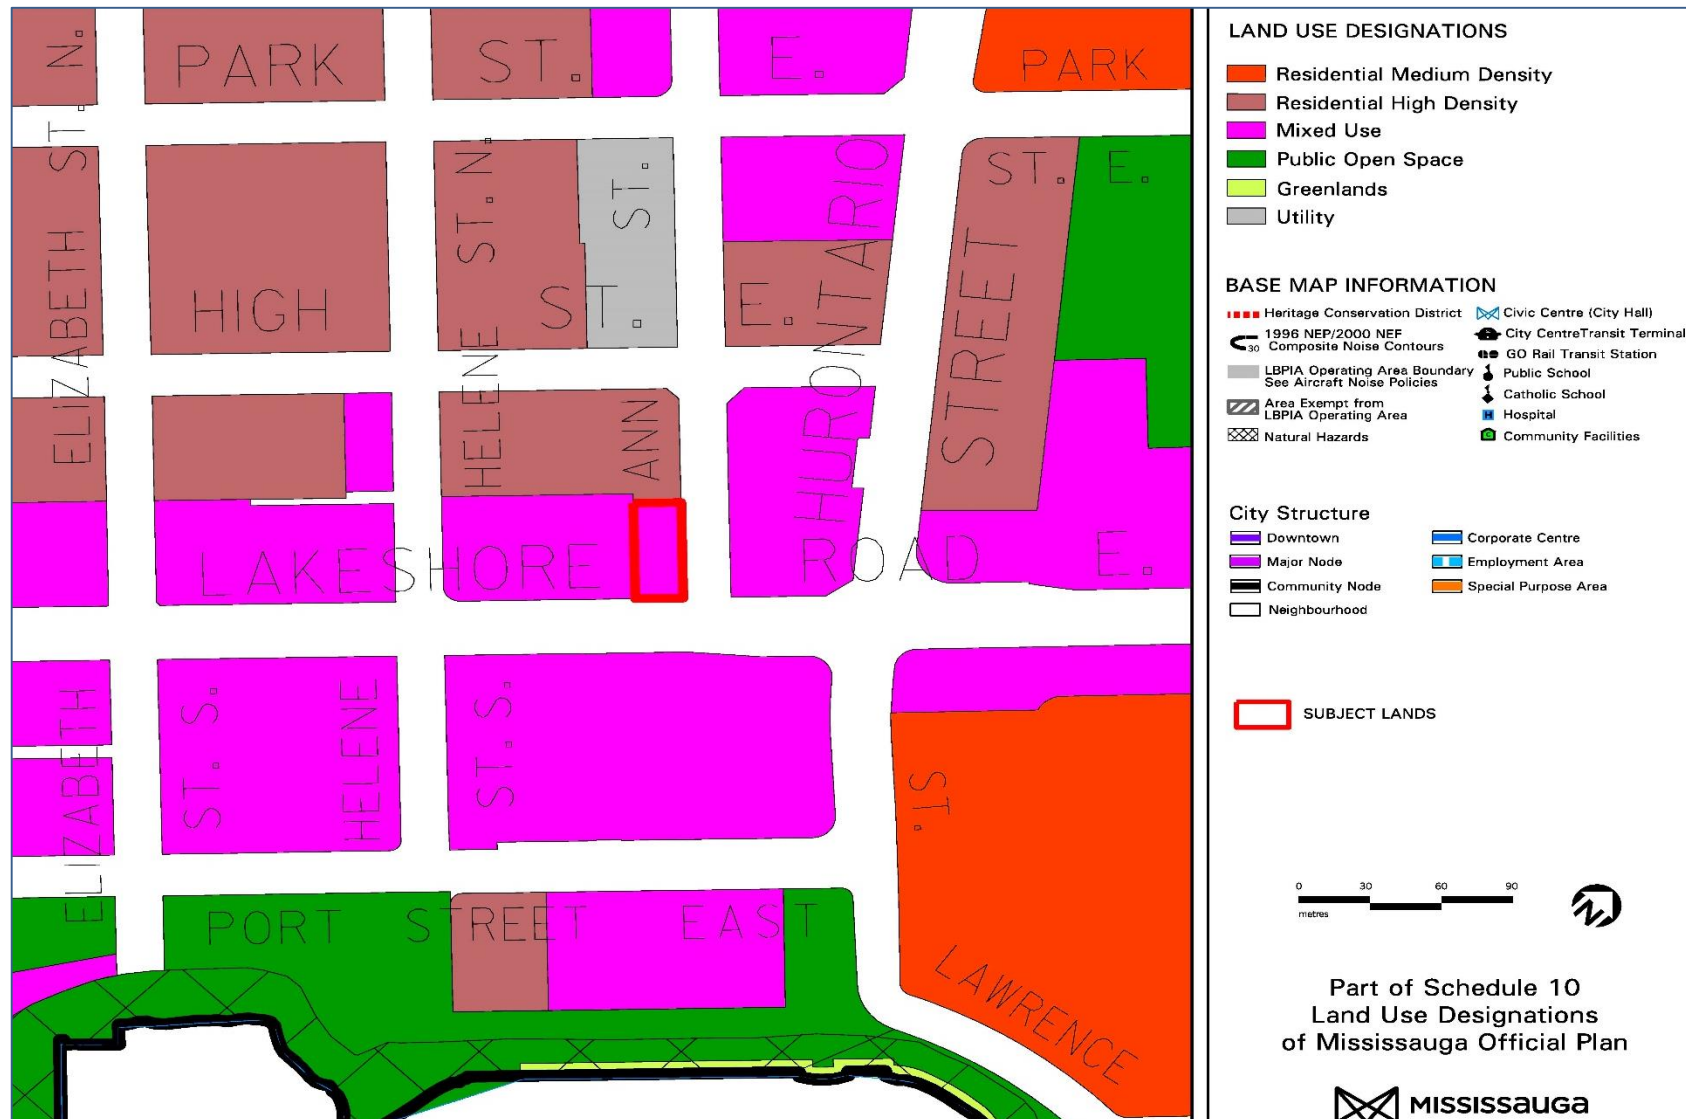 PARK ST. E. PARK
ELIZABETH ST. N.
HELENE ST. N.
ANN ST.
HURONTARIO STREET
ST. E.
HIGH ST. E.
LAKESHORE ROAD E.
ELIZABETH ST. S.
HELENE ST. S.
ST.
PORT STREET EAST
LAWRENCE
LAND USE DESIGNATIONS
Residential Medium Density
Residential High Density
Mixed Use
Public Open Space
Greenlands
Utility
BASE MAP INFORMATION
Heritage Conservation District
1996 NEP/2000 NEF
30 Composite Noise Contours
LBPIA Operating Area Boundary
See Aircraft Noise Policies
Area Exempt from
LBPIA Operating Area
Natural Hazards
Civic Centre (City Hall)
City CentreTransit Terminal
GO Rail Transit Station
Public School
Catholic School
H Hospital
Community Facilities
City Structure
Downtown
Major Node
Community Node
Neighbourhood
Corporate Centre
Employment Area
Special Purpose Area
SUBJECT LANDS
0 30 60 90
metres
N
Part of Schedule 10
Land Use Designations
of Mississauga Official Plan
MISSISSAUGA